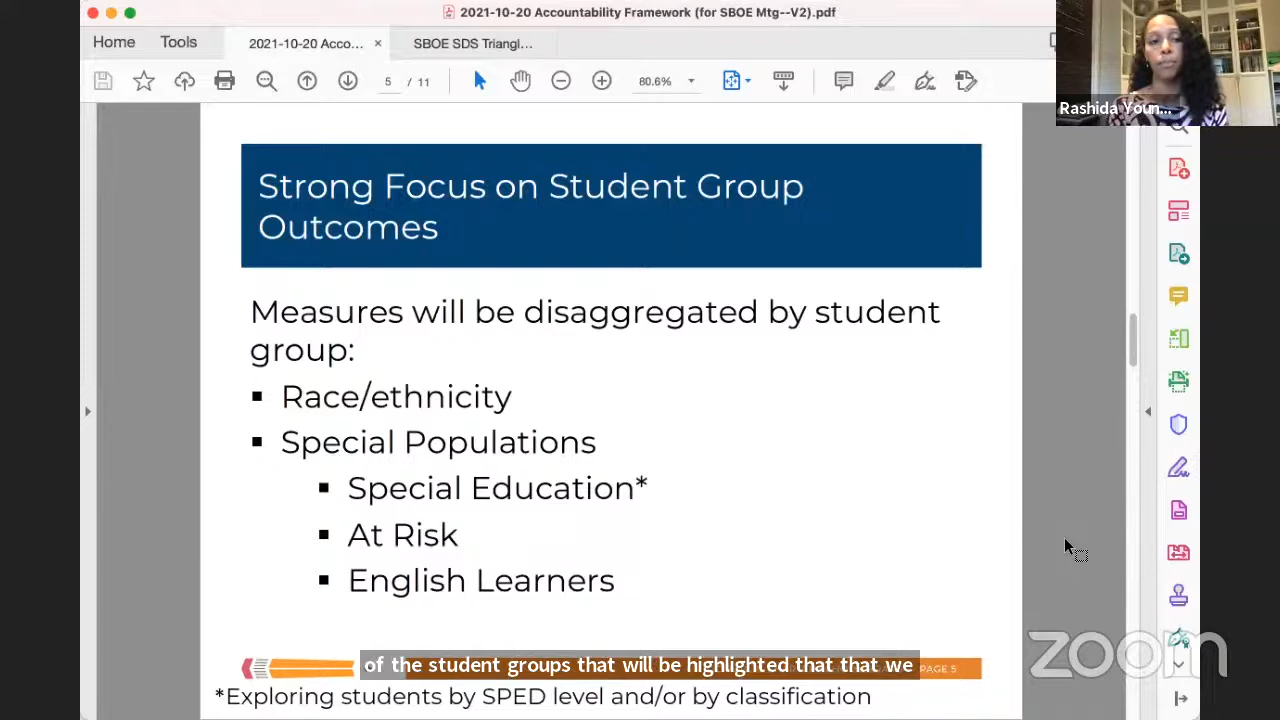 2021-10-20 Accountability Framework (for SBOE Mtg--V2).pdf
Home Tools 2021-10-20 Acco... × SBOE SDS Triangl...
5 / 11 80.6%
Rashida Youn...
Strong Focus on Student Group
Outcomes
Measures will be disaggregated by student
group:
▪ Race/ethnicity
▪ Special Populations
▪ Special Education*
▪ At Risk
▪ English Learners
of the student groups that will be highlighted that that we
PAGE 5
*Exploring students by SPED level and/or by classification
zoom